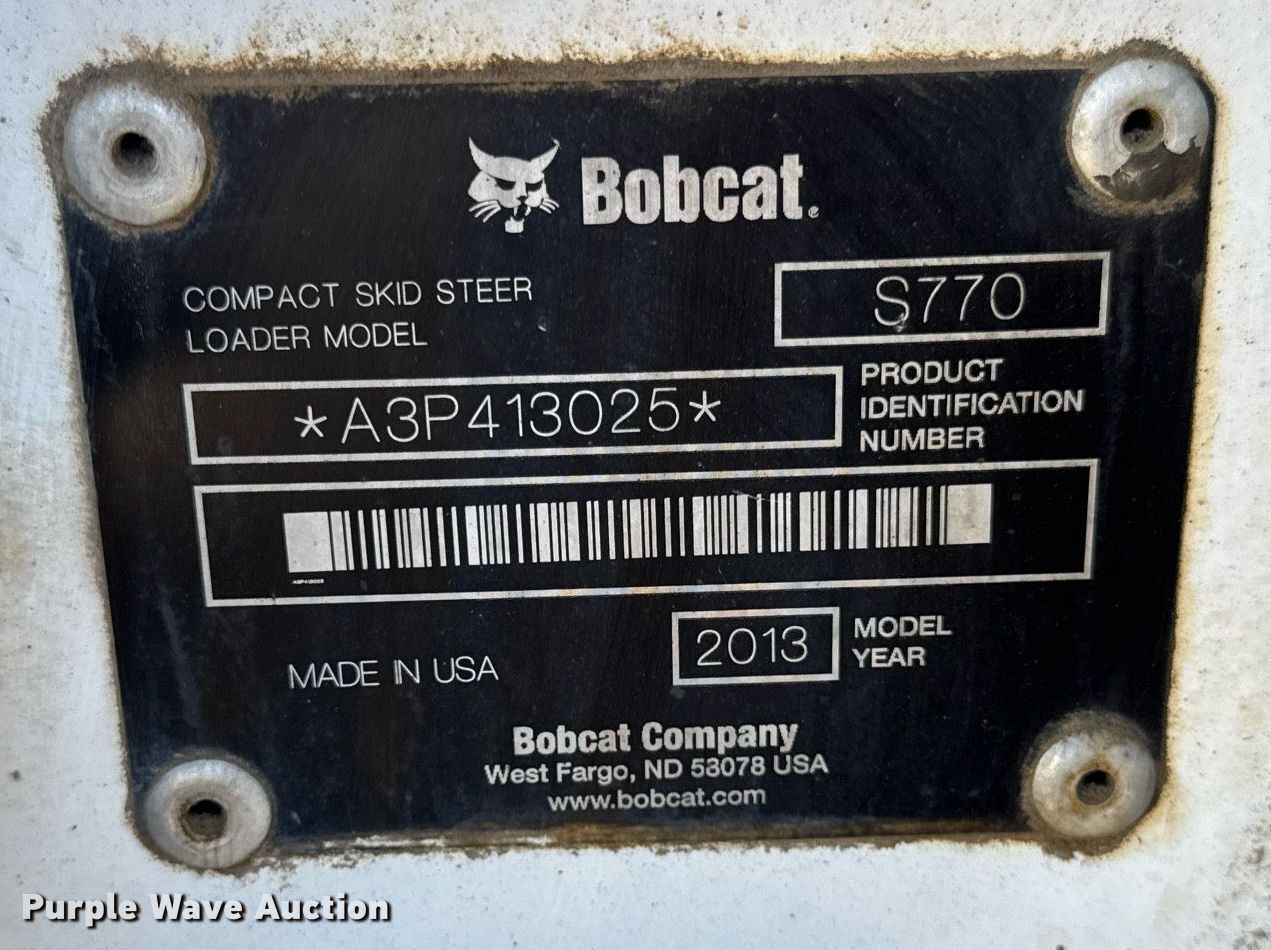 Bobcat®
COMPACT SKID STEER
LOADER MODEL
S770
*A3P413025*
PRODUCT
IDENTIFICATION
NUMBER
A3P413025
MADE IN USA
2013
MODEL
YEAR
Bobcat Company
West Fargo, ND 58078 USA
www.bobcat.com
Purple Wave Auction